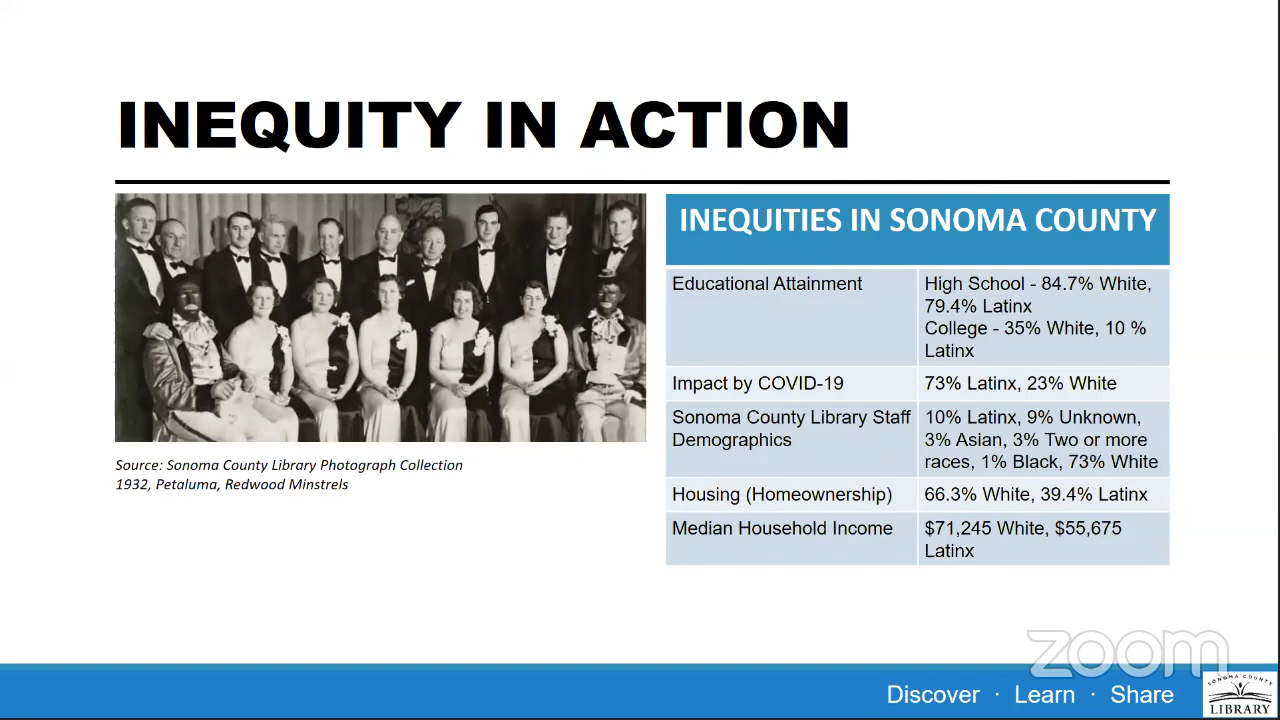 INEQUITY IN ACTION
INEQUITIES IN SONOMA COUNTY
Educational Attainment
High School - 84.7% White,
79.4% Latinx
College - 35% White, 10 %
Latinx
Impact by COVID-19
73% Latinx, 23% White
Sonoma County Library Staff
Demographics
10% Latinx, 9% Unknown,
3% Asian, 3% Two or more
races, 1% Black, 73% White
Housing (Homeownership)
66.3% White, 39.4% Latinx
Median Household Income
$71,245 White, $55,675
Latinx
Source: Sonoma County Library Photograph Collection
1932, Petaluma, Redwood Minstrels
zoom
Discover · Learn · Share
SONOMA COUNTY
LIBRARY